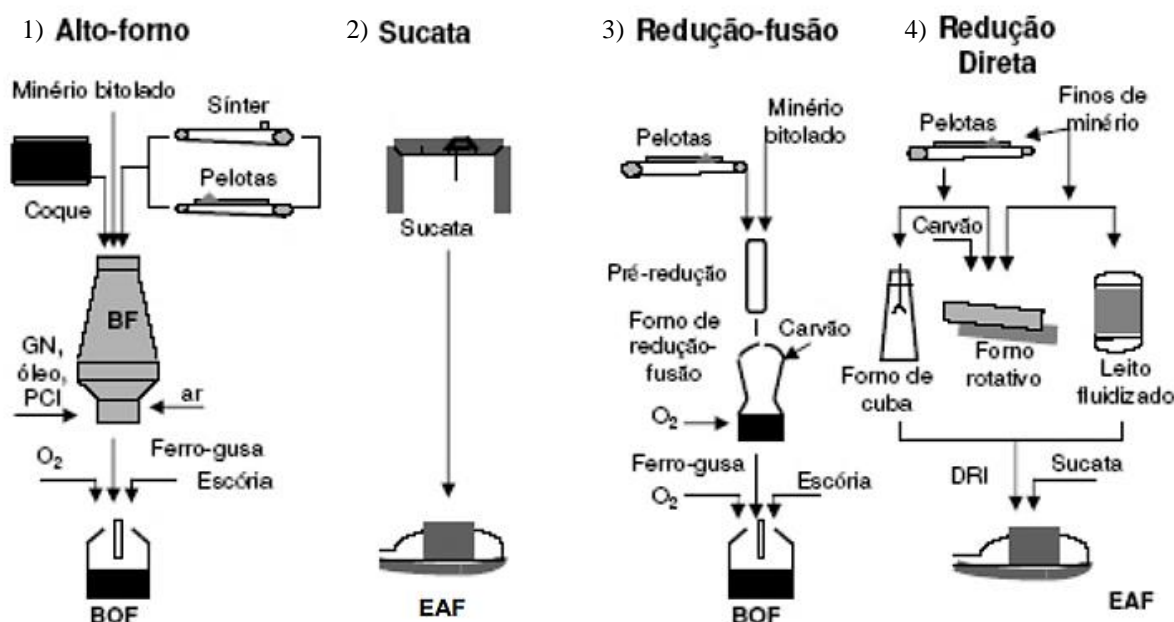 1) Alto-forno
Minério bitolado
Sínter
Pelotas
Coque
BF
GN,
óleo,
PCI
ar
O₂
Ferro-gusa
Escória
BOF
2) Sucata
Sucata
EAF
3) Redução-fusão
Minério
bitolado
Pelotas
Pré-redução
Forno de
redução-
fusão
Carvão
O₂
Ferro-gusa
O₂
Escória
BOF
4) Redução
Direta
Finos de
minério
Pelotas
Carvão
Forno de
cuba
Forno
rotativo
Leito
fluidizado
DRI
Sucata
EAF